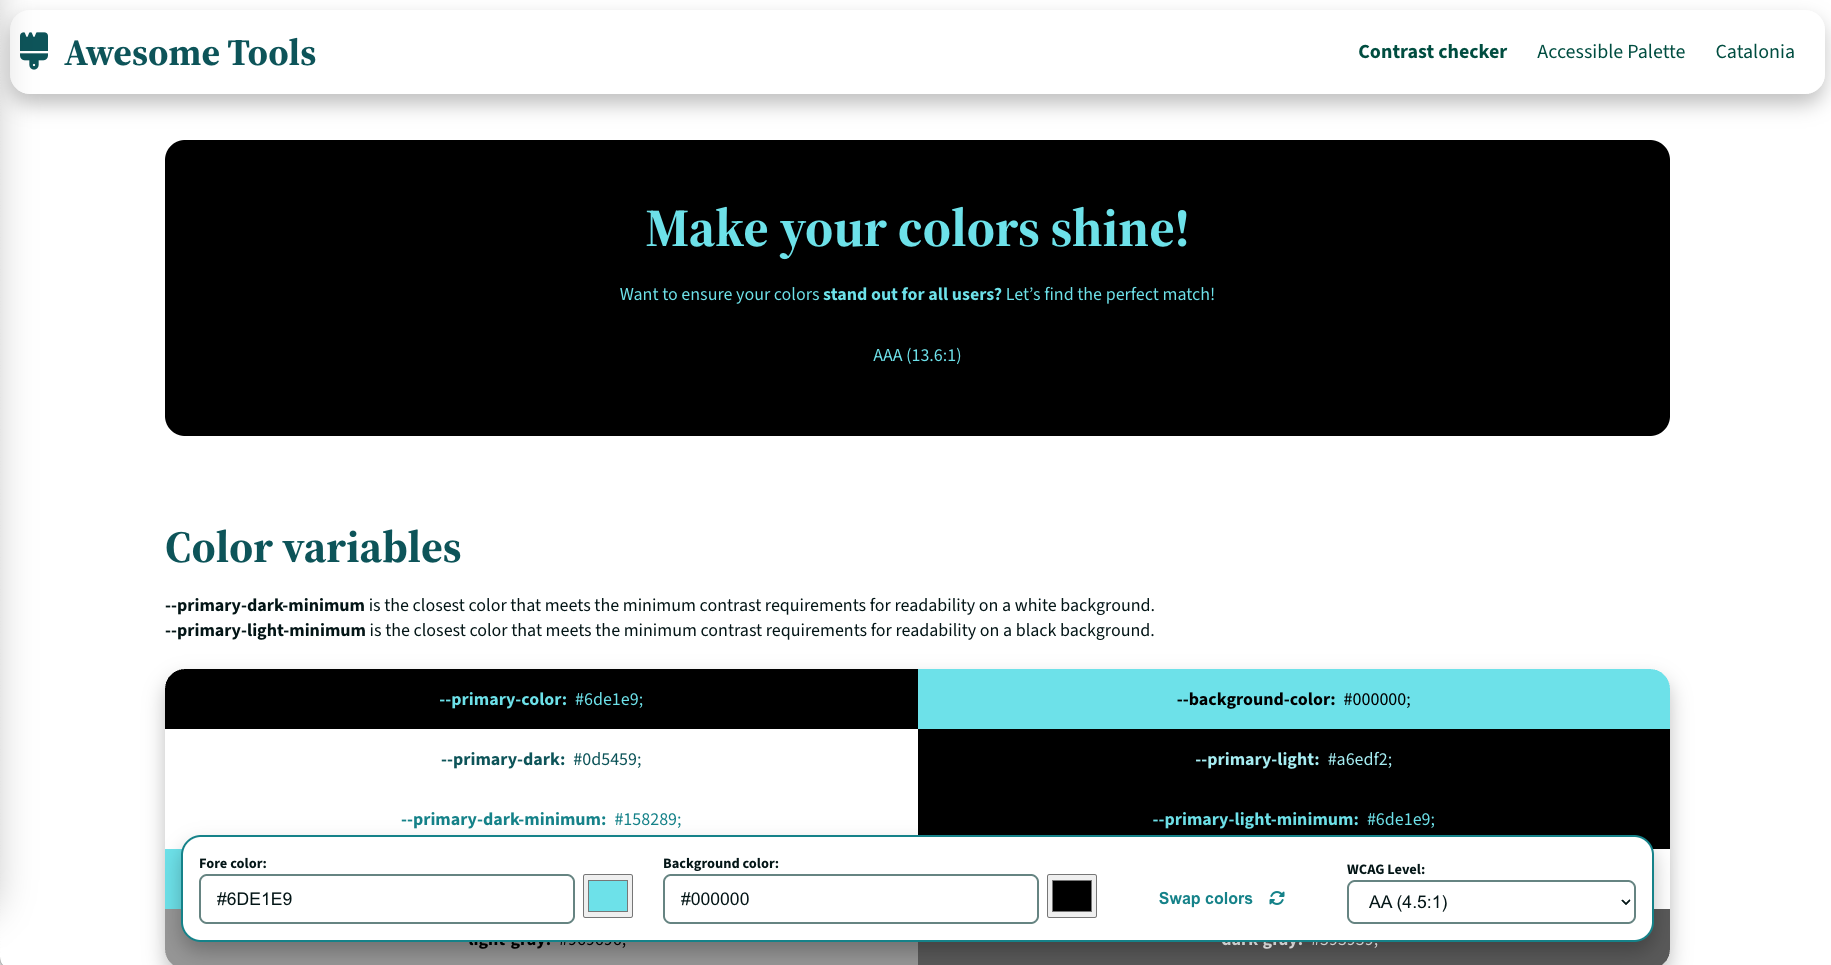 Awesome Tools
Contrast checker Accessible Palette Catalonia
Make your colors shine!
Want to ensure your colors stand out for all users? Let’s find the perfect match!
AAA (13.6:1)
Color variables
--primary-dark-minimum is the closest color that meets the minimum contrast requirements for readability on a white background.
--primary-light-minimum is the closest color that meets the minimum contrast requirements for readability on a black background.
--primary-color: #6de1e9;
--background-color: #000000;
--primary-dark: #0d5459;
--primary-light: #a6edf2;
--primary-dark-minimum: #158289;
--primary-light-minimum: #6de1e9;
Fore color:
#6DE1E9
Background color:
#000000
Swap colors
WCAG Level:
AA (4.5:1)